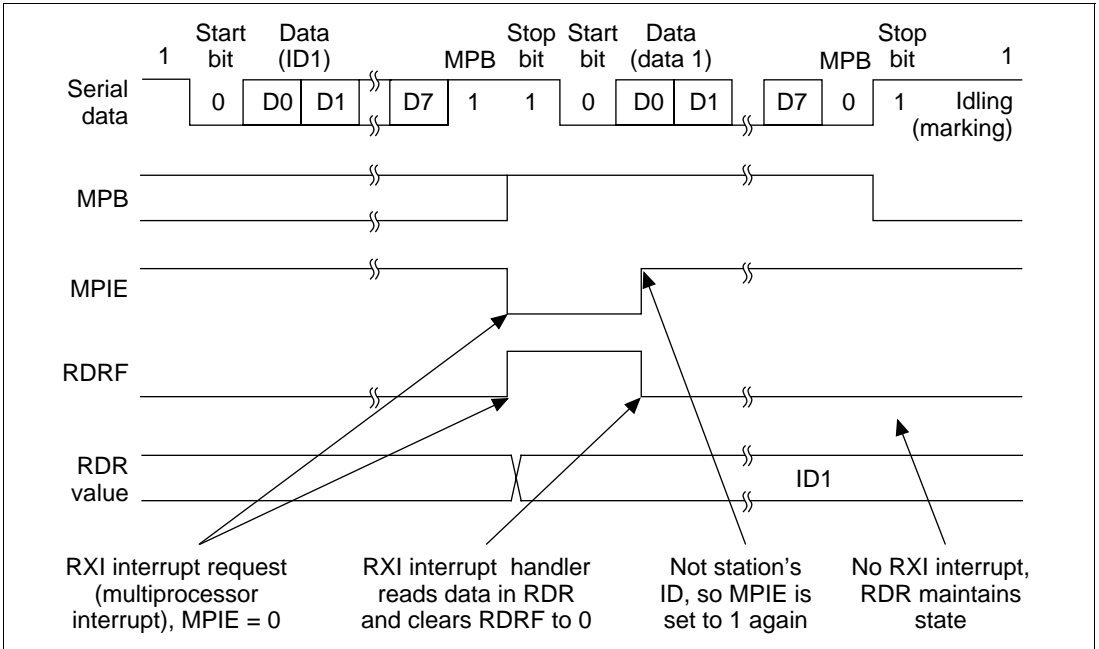 Start Data Stop Start Data Stop
1 bit (ID1) MPB bit bit (data 1) MPB bit 1
Serial data 0 D0 D1 D7 1 1 0 D0 D1 D7 0 1 Idling (marking)
MPB
MPIE
RDRF
RDR value ID1
RXI interrupt request
(multiprocessor
interrupt), MPIE = 0
RXI interrupt handler
reads data in RDR
and clears RDRF to 0
Not station's
ID, so MPIE is
set to 1 again
No RXI interrupt,
RDR maintains
state